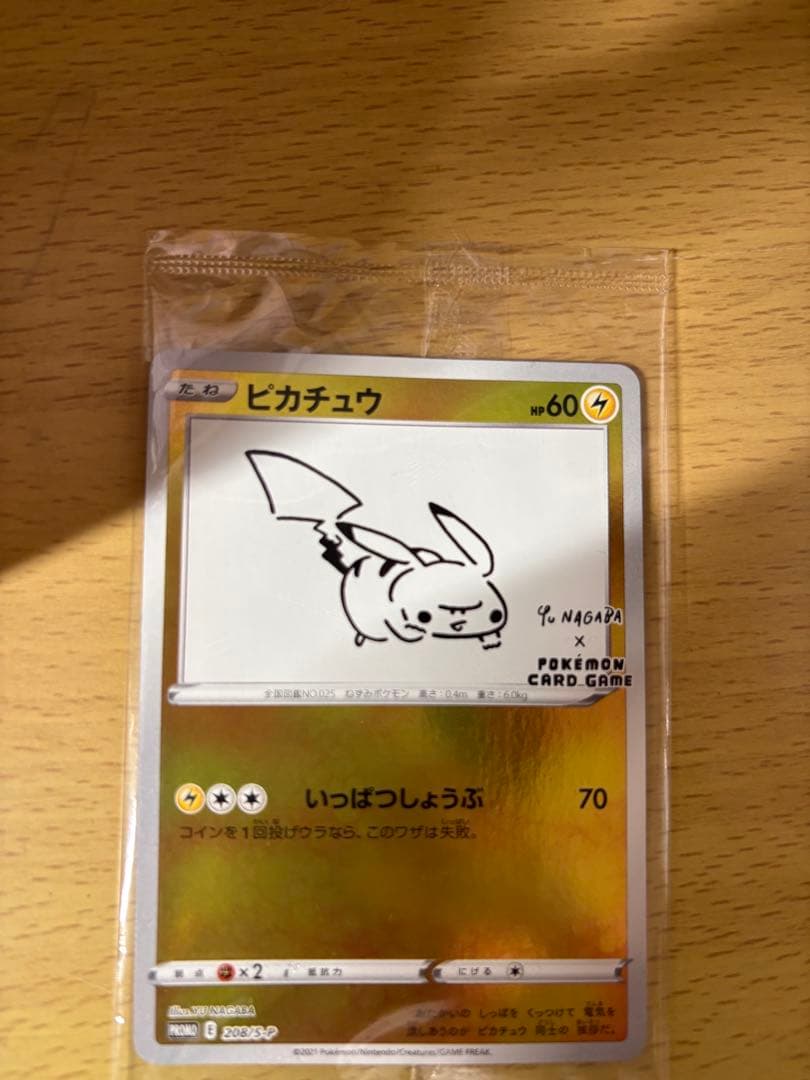 たね ピカチュウ HP60
Yu NAGABA
×
POKÉMON
CARD GAME
全国図鑑NO.025 ねずみポケモン 高さ:0.4m 重さ:6.0kg
いっぱつしょうぶ 70
コインを1回投げウラなら、このワザは失敗。
弱点 ×2 抵抗力 にげる
Illus. YU NAGABA
PROMO E 208/S-P
おたがいの しっぽを くっつけて 電気を
流しあうのが ピカチュウ 同士の 挨拶だ。
©2021 Pokémon/Nintendo/Creatures/GAME FREAK.